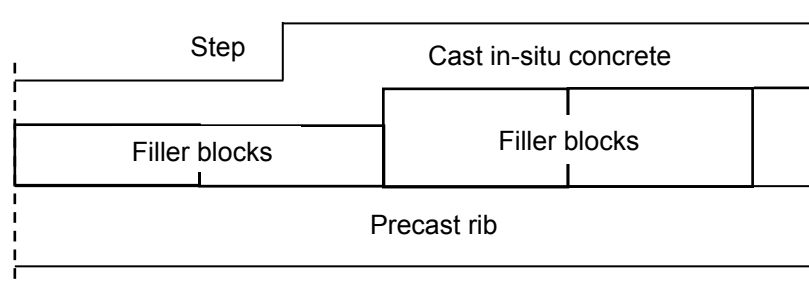 Step
Cast in-situ concrete
Filler blocks
Filler blocks
Precast rib